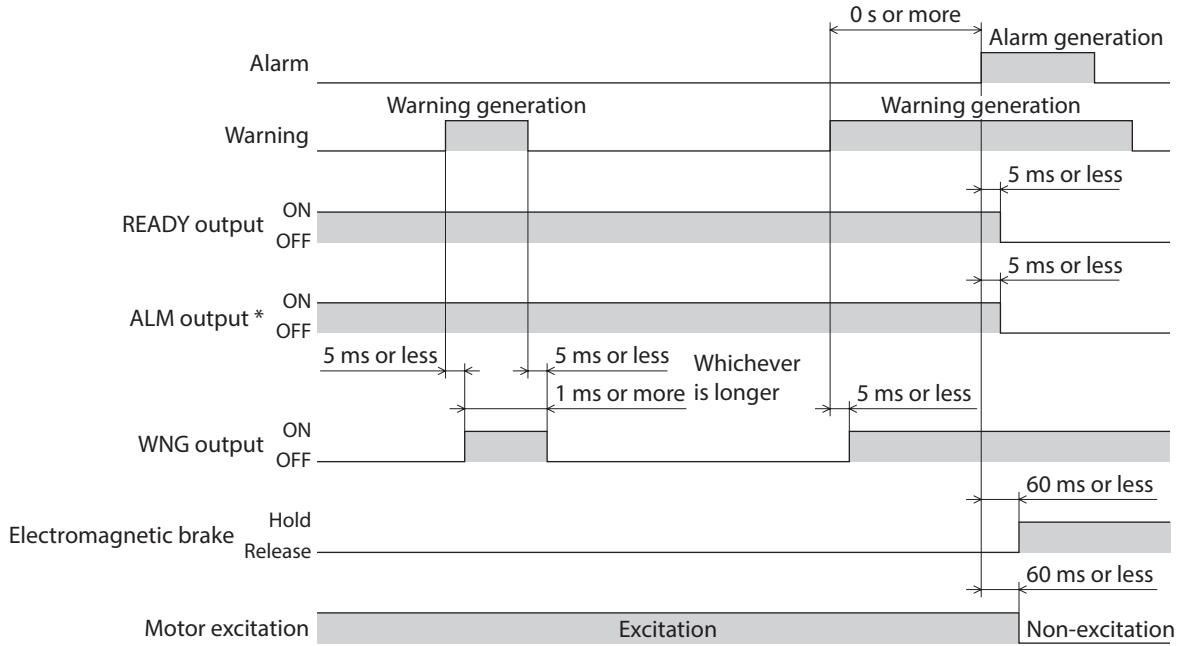 0 s or more
Alarm generation
Alarm
Warning generation
Warning generation
Warning
5 ms or less
READY output
ON
OFF
5 ms or less
ALM output *
ON
OFF
5 ms or less
5 ms or less
Whichever
is longer
1 ms or more
5 ms or less
WNG output
ON
OFF
60 ms or less
Electromagnetic brake
Hold
Release
60 ms or less
Motor excitation
Excitation
Non-excitation